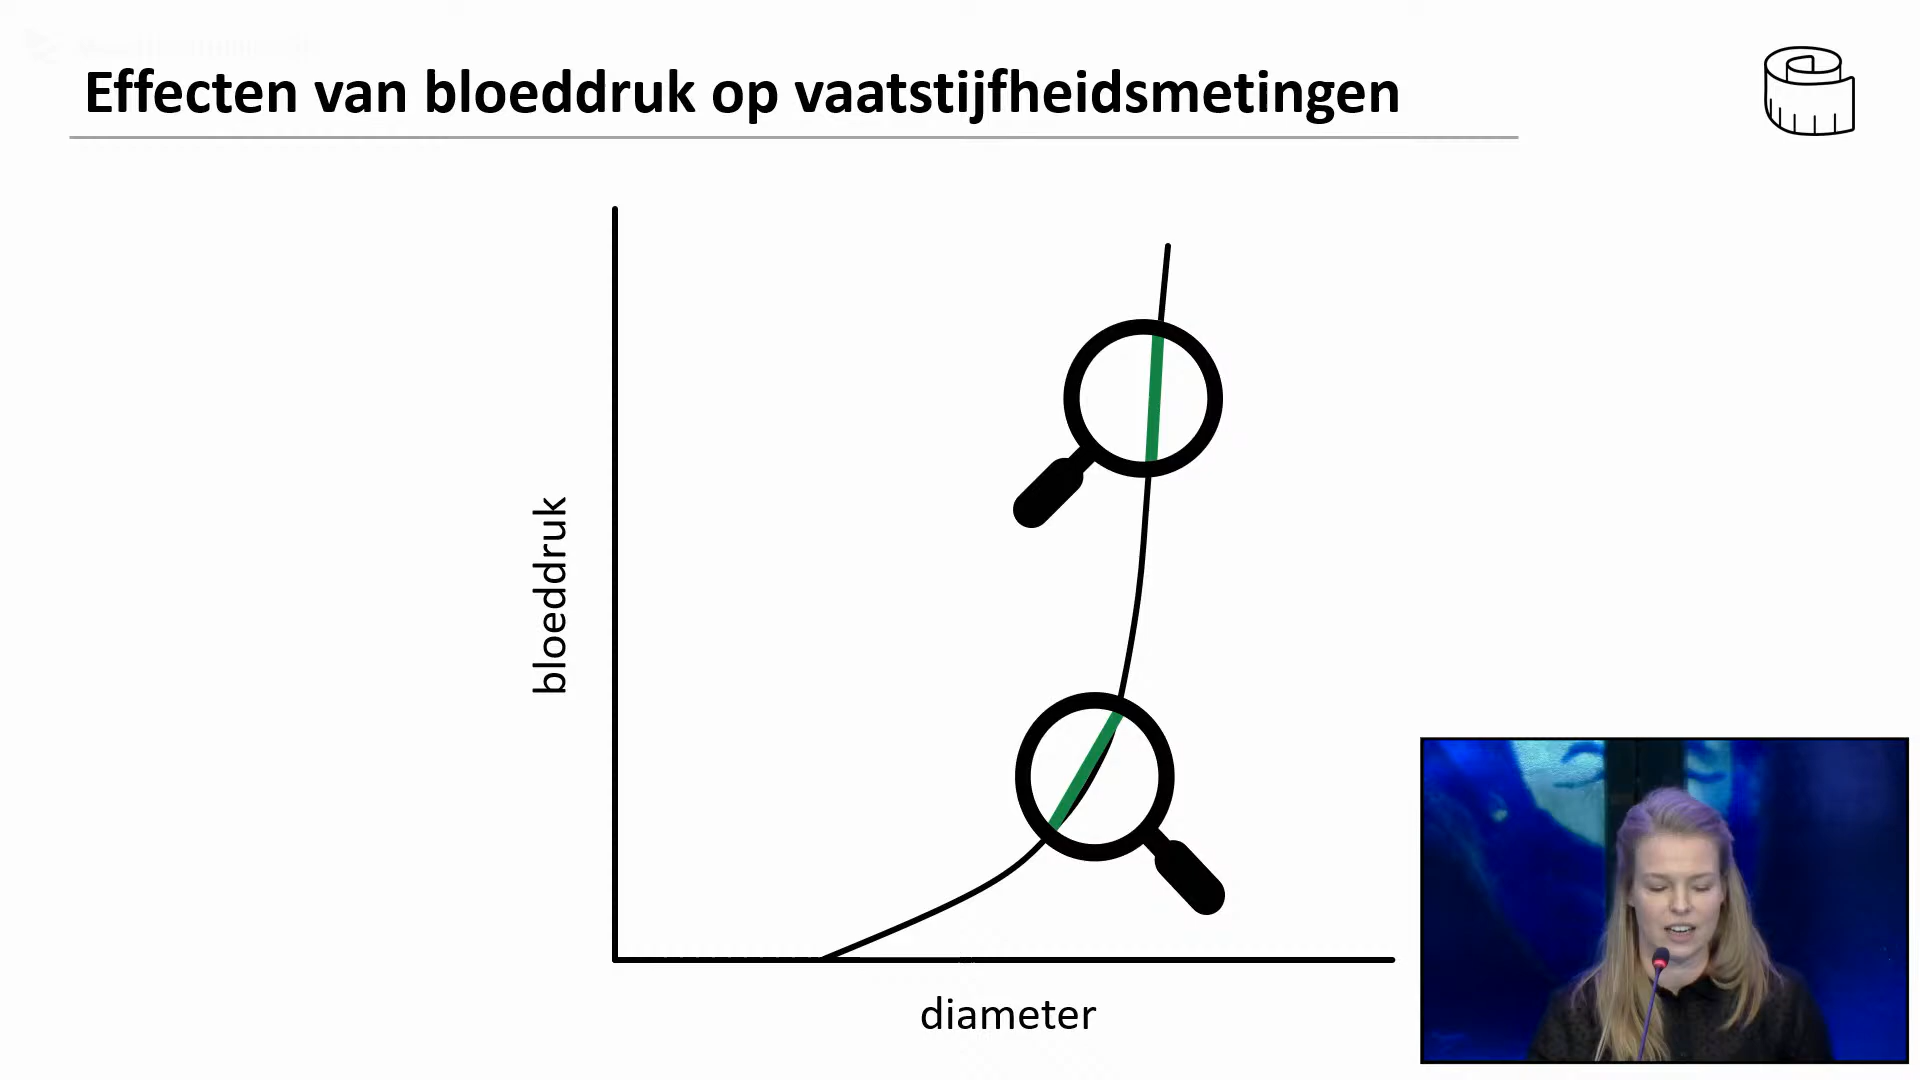 Effecten van bloeddruk op vaatstijfheidsmetingen
bloeddruk
diameter